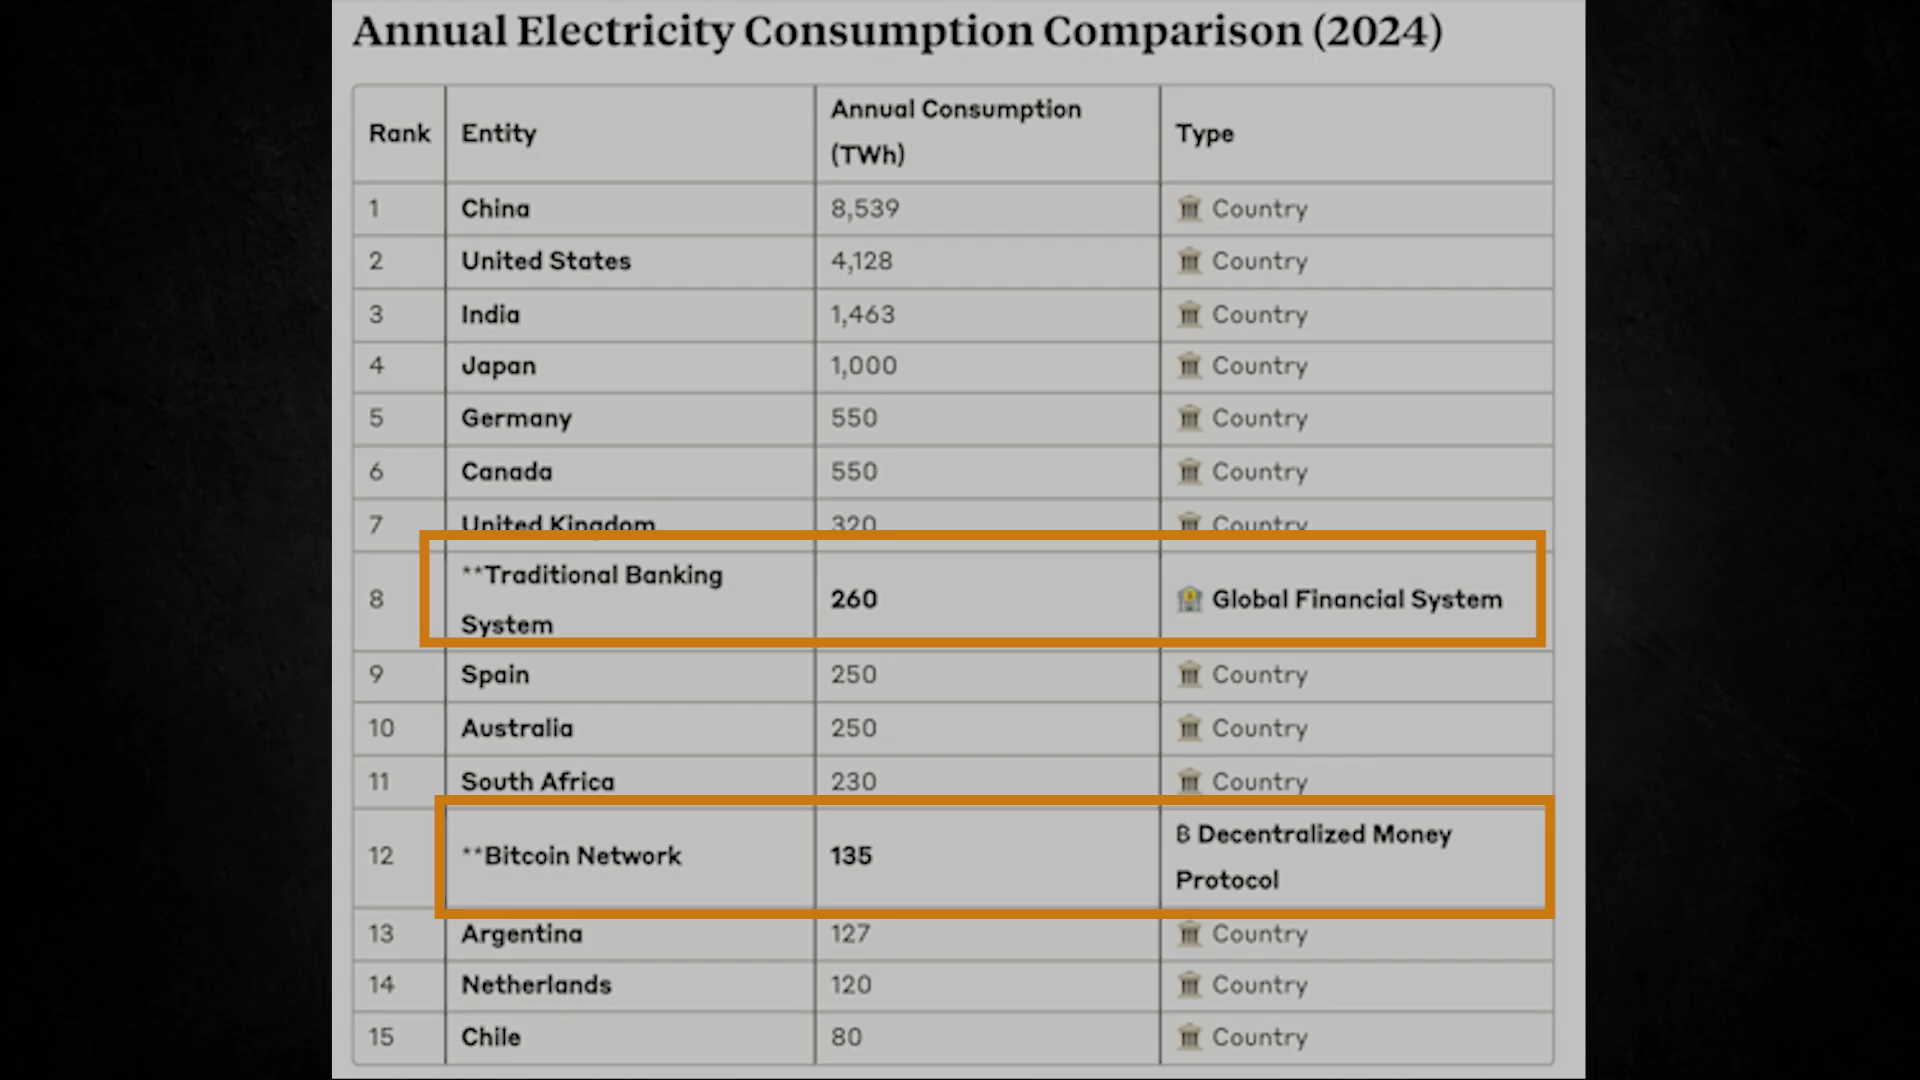 Annual Electricity Consumption Comparison (2024)
Rank Entity Annual Consumption (TWh) Type
1 China 8,539 Country
2 United States 4,128 Country
3 India 1,463 Country
4 Japan 1,000 Country
5 Germany 550 Country
6 Canada 550 Country
7 United Kingdom 320 Country
8 **Traditional Banking System 260 Global Financial System
9 Spain 250 Country
10 Australia 250 Country
11 South Africa 230 Country
12 **Bitcoin Network 135 ₿ Decentralized Money Protocol
13 Argentina 127 Country
14 Netherlands 120 Country
15 Chile 80 Country